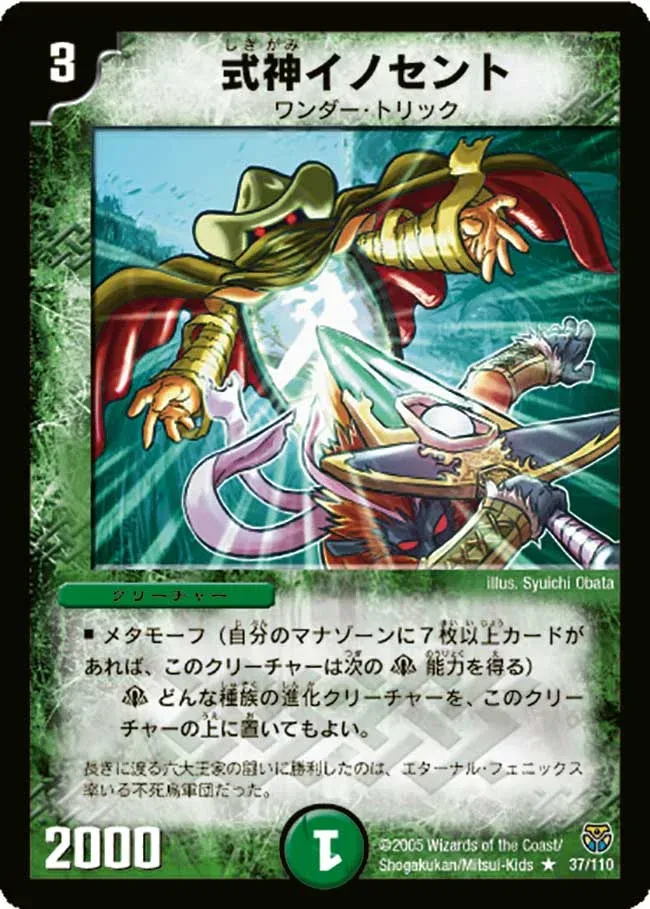 3
しきがみ
式神イノセント
ワンダー・トリック
illus. Syuichi Obata
クリーチャー
■ メタモーフ（自分のマナゾーンに７枚以上カードが
あれば、このクリーチャーは次の 能力を得る）
どんな種族の進化クリーチャーを、このクリー
チャーの上に置いてもよい。
長きに渡る六大王家の闘いに勝利したのは、エターナル・フェニックス
率いる不死鳥軍団だった。
2000
1
©2005 Wizards of the Coast/
Shogakukan/Mitsui-Kids ★ 37/110